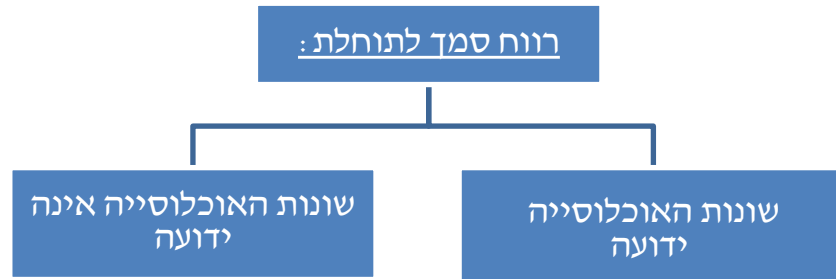 רווח סמך לתוחלת:
שונות האוכלוסייה
ידועה
שונות האוכלוסייה אינה
ידועה